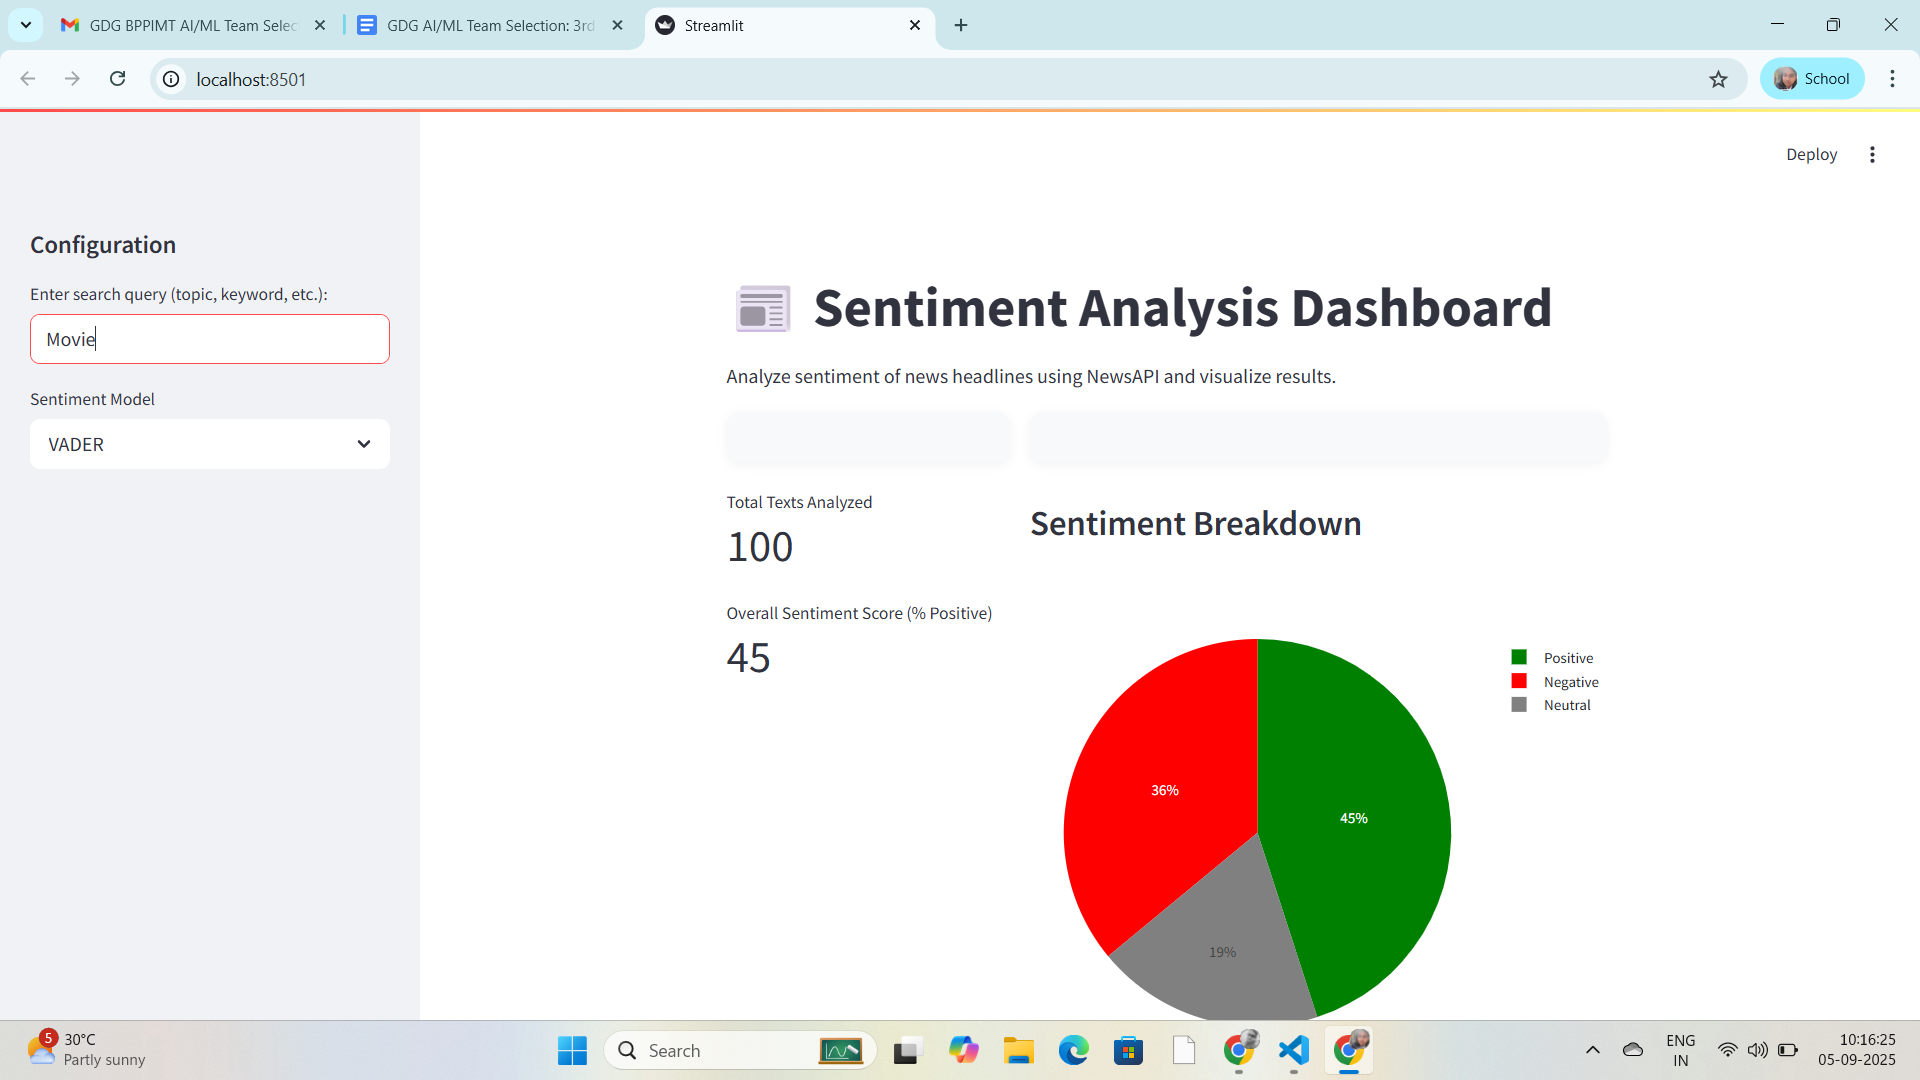 GDG BPPIMT AI/ML Team Selec
GDG AI/ML Team Selection: 3rd
Streamlit
localhost:8501
School
Deploy
Configuration
Enter search query (topic, keyword, etc.):
Movie
Sentiment Model
VADER
Sentiment Analysis Dashboard
Analyze sentiment of news headlines using NewsAPI and visualize results.
Total Texts Analyzed
100
Overall Sentiment Score (% Positive)
45
Sentiment Breakdown
Positive
Negative
Neutral
36%
45%
19%
5
30°C
Partly sunny
Search
ENG
IN
10:16:25
05-09-2025